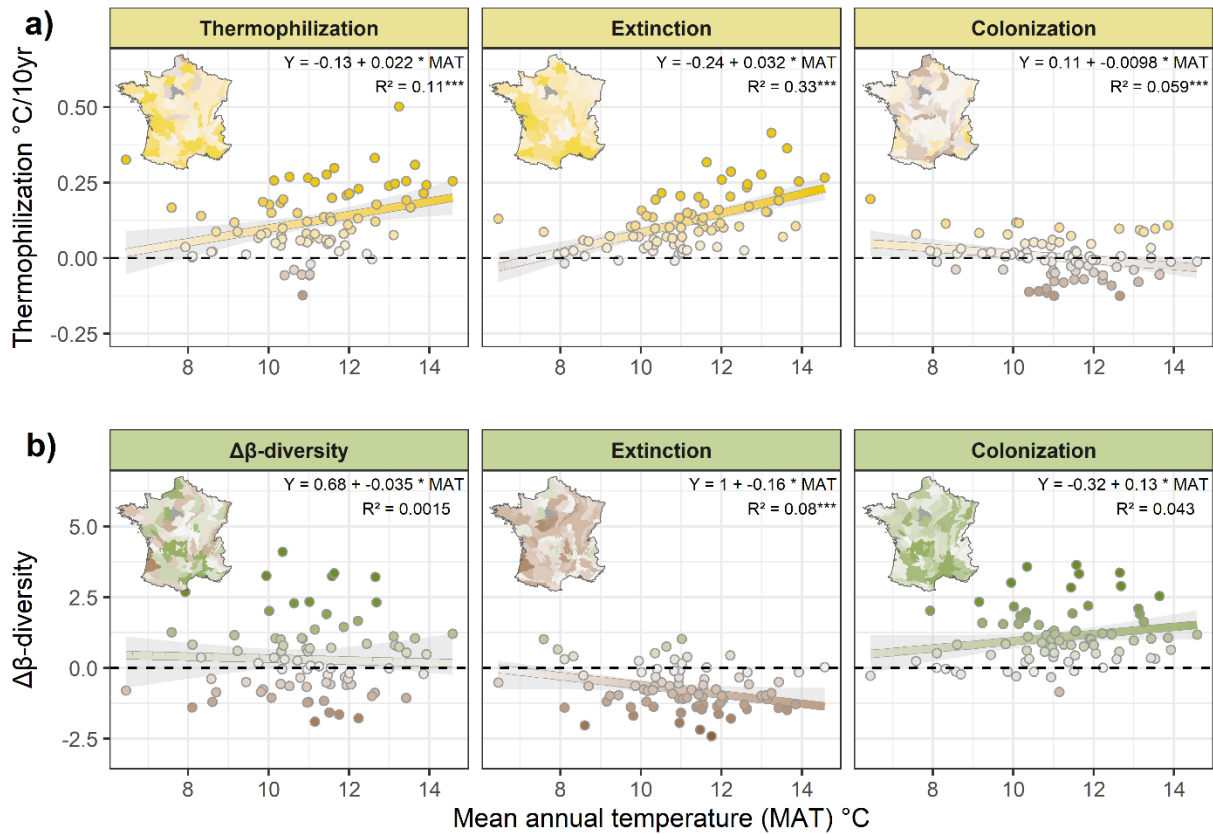 a)
Thermophilization
Extinction
Colonization
Y = -0.13 + 0.022 * MAT
R² = 0.11***
Y = -0.24 + 0.032 * MAT
R² = 0.33***
Y = 0.11 + -0.0098 * MAT
R² = 0.059***
Thermophilization °C/10yr
0.50
0.25
0.00
-0.25
8 10 12 14
8 10 12 14
8 10 12 14
b)
Δβ-diversity
Extinction
Colonization
Y = 0.68 + -0.035 * MAT
R² = 0.0015
Y = 1 + -0.16 * MAT
R² = 0.08***
Y = -0.32 + 0.13 * MAT
R² = 0.043
Δβ-diversity
5.0
2.5
0.0
-2.5
8 10 12 14
8 10 12 14
8 10 12 14
Mean annual temperature (MAT) °C